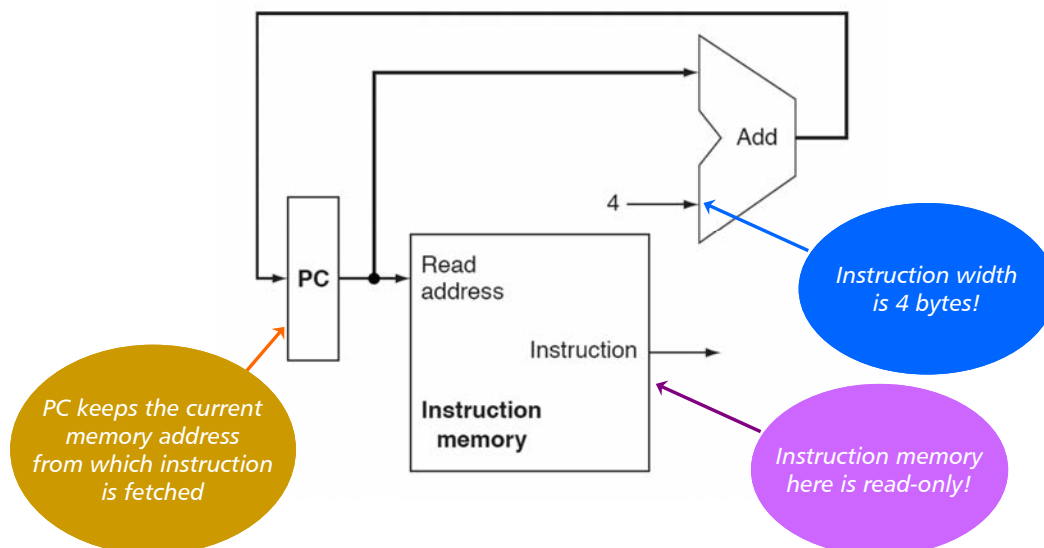 Add
4
PC
Read
address
Instruction
Instruction
memory
Instruction width
is 4 bytes!
PC keeps the current
memory address
from which instruction
is fetched
Instruction memory
here is read-only!